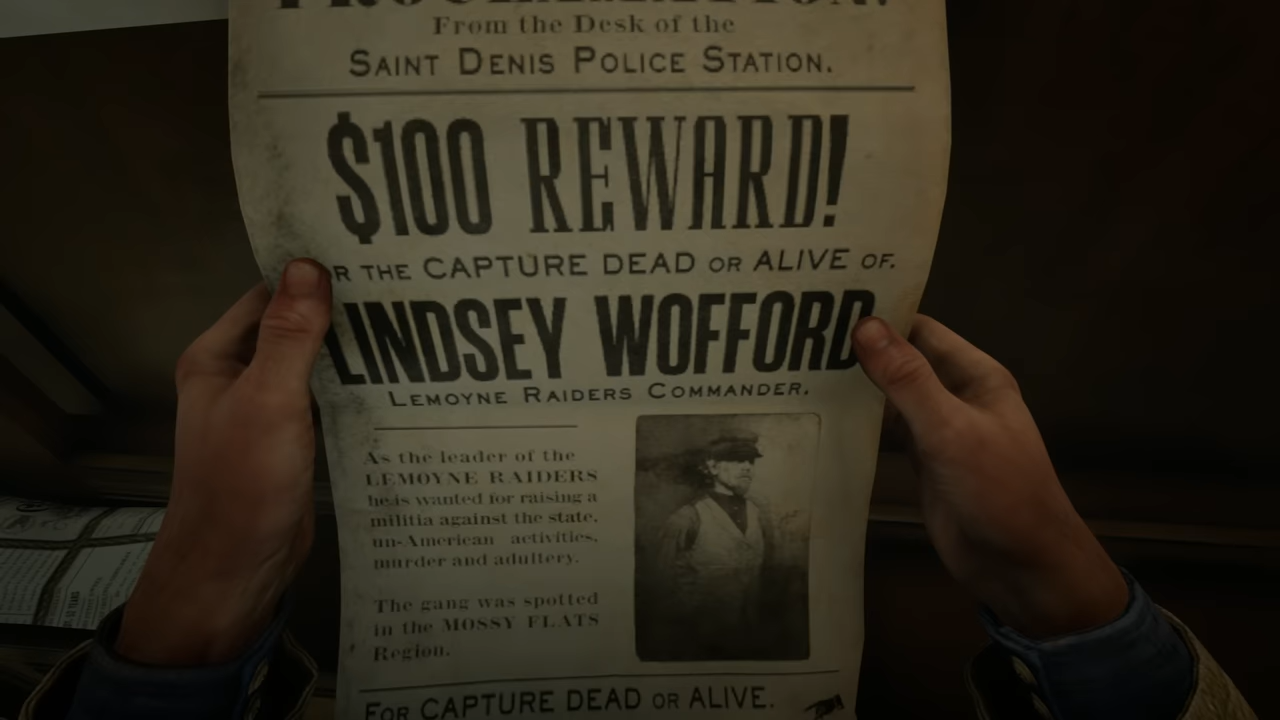 From the Desk of the
SAINT DENIS POLICE STATION.
$100 REWARD!
THE CAPTURE DEAD OR ALIVE OF.
LINDSEY WOFFORD
LEMOYNE RAIDERS COMMANDER.
As the leader of the
LEMOYNE RAIDERS
he is wanted for raising a
militia against the state,
un-American activities,
murder and adultery.
The gang was spotted
in the MOSSY FLATS
Region.
FOR CAPTURE DEAD OR ALIVE.